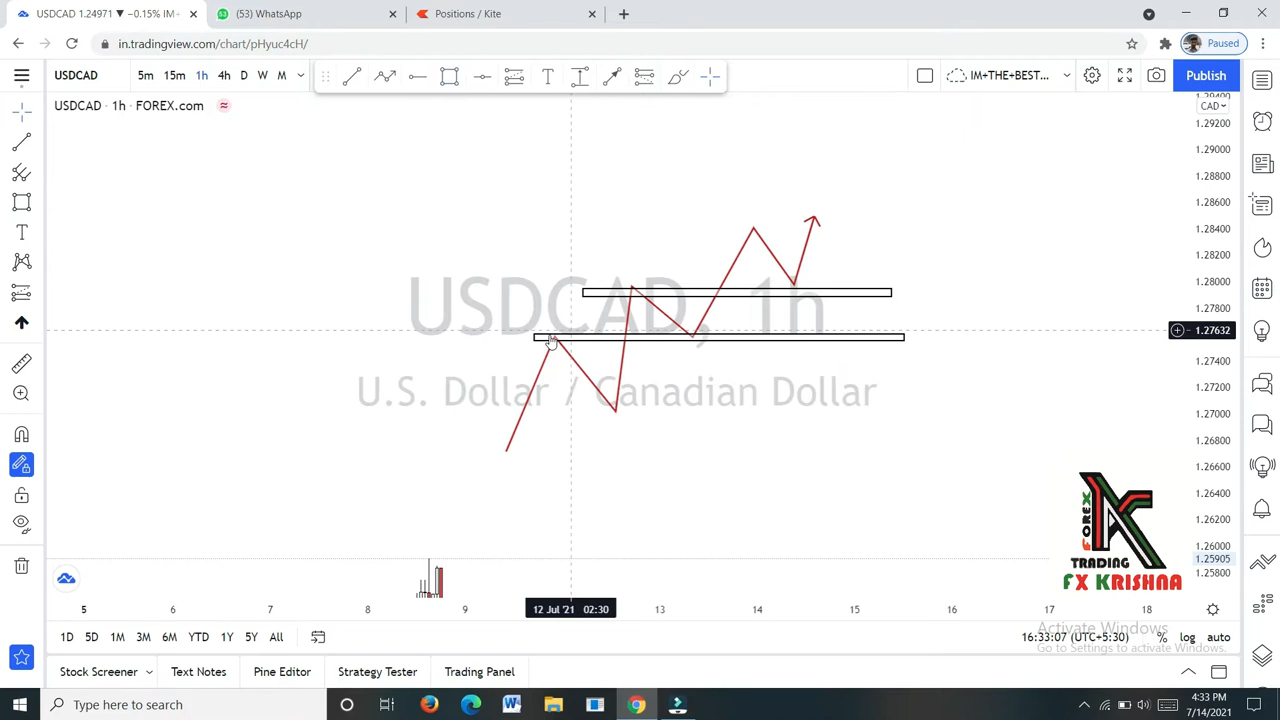 USDCAD 1.24971 ▼ −0.15% IM+
(53) WhatsApp
Positions / Kite
in.tradingview.com/chart/pHyuc4cH/
Paused
USDCAD
5m 15m 1h 4h D W M
IM+THE+BEST...
Publish
USDCAD · 1h · FOREX.com
CAD
1.29400
1.29200
1.29000
1.28800
1.28600
1.28400
1.28200
1.28000
1.27800
1.27632
1.27400
1.27200
1.27000
1.26800
1.26600
1.26400
1.26200
1.26000
1.25905
1.25800
USDCAD, 1h
U.S. Dollar / Canadian Dollar
FOREX
TRADING
FX KRISHNA
5 6 7 8 9 12 Jul '21 02:30 13 14 15 16 17 18
Activate Windows
Go to Settings to activate Windows.
1D 5D 1M 3M 6M YTD 1Y 5Y All
16:33:07 (UTC+5:30) % log auto
Stock Screener Text Notes Pine Editor Strategy Tester Trading Panel
Type here to search
4:33 PM
7/14/2021